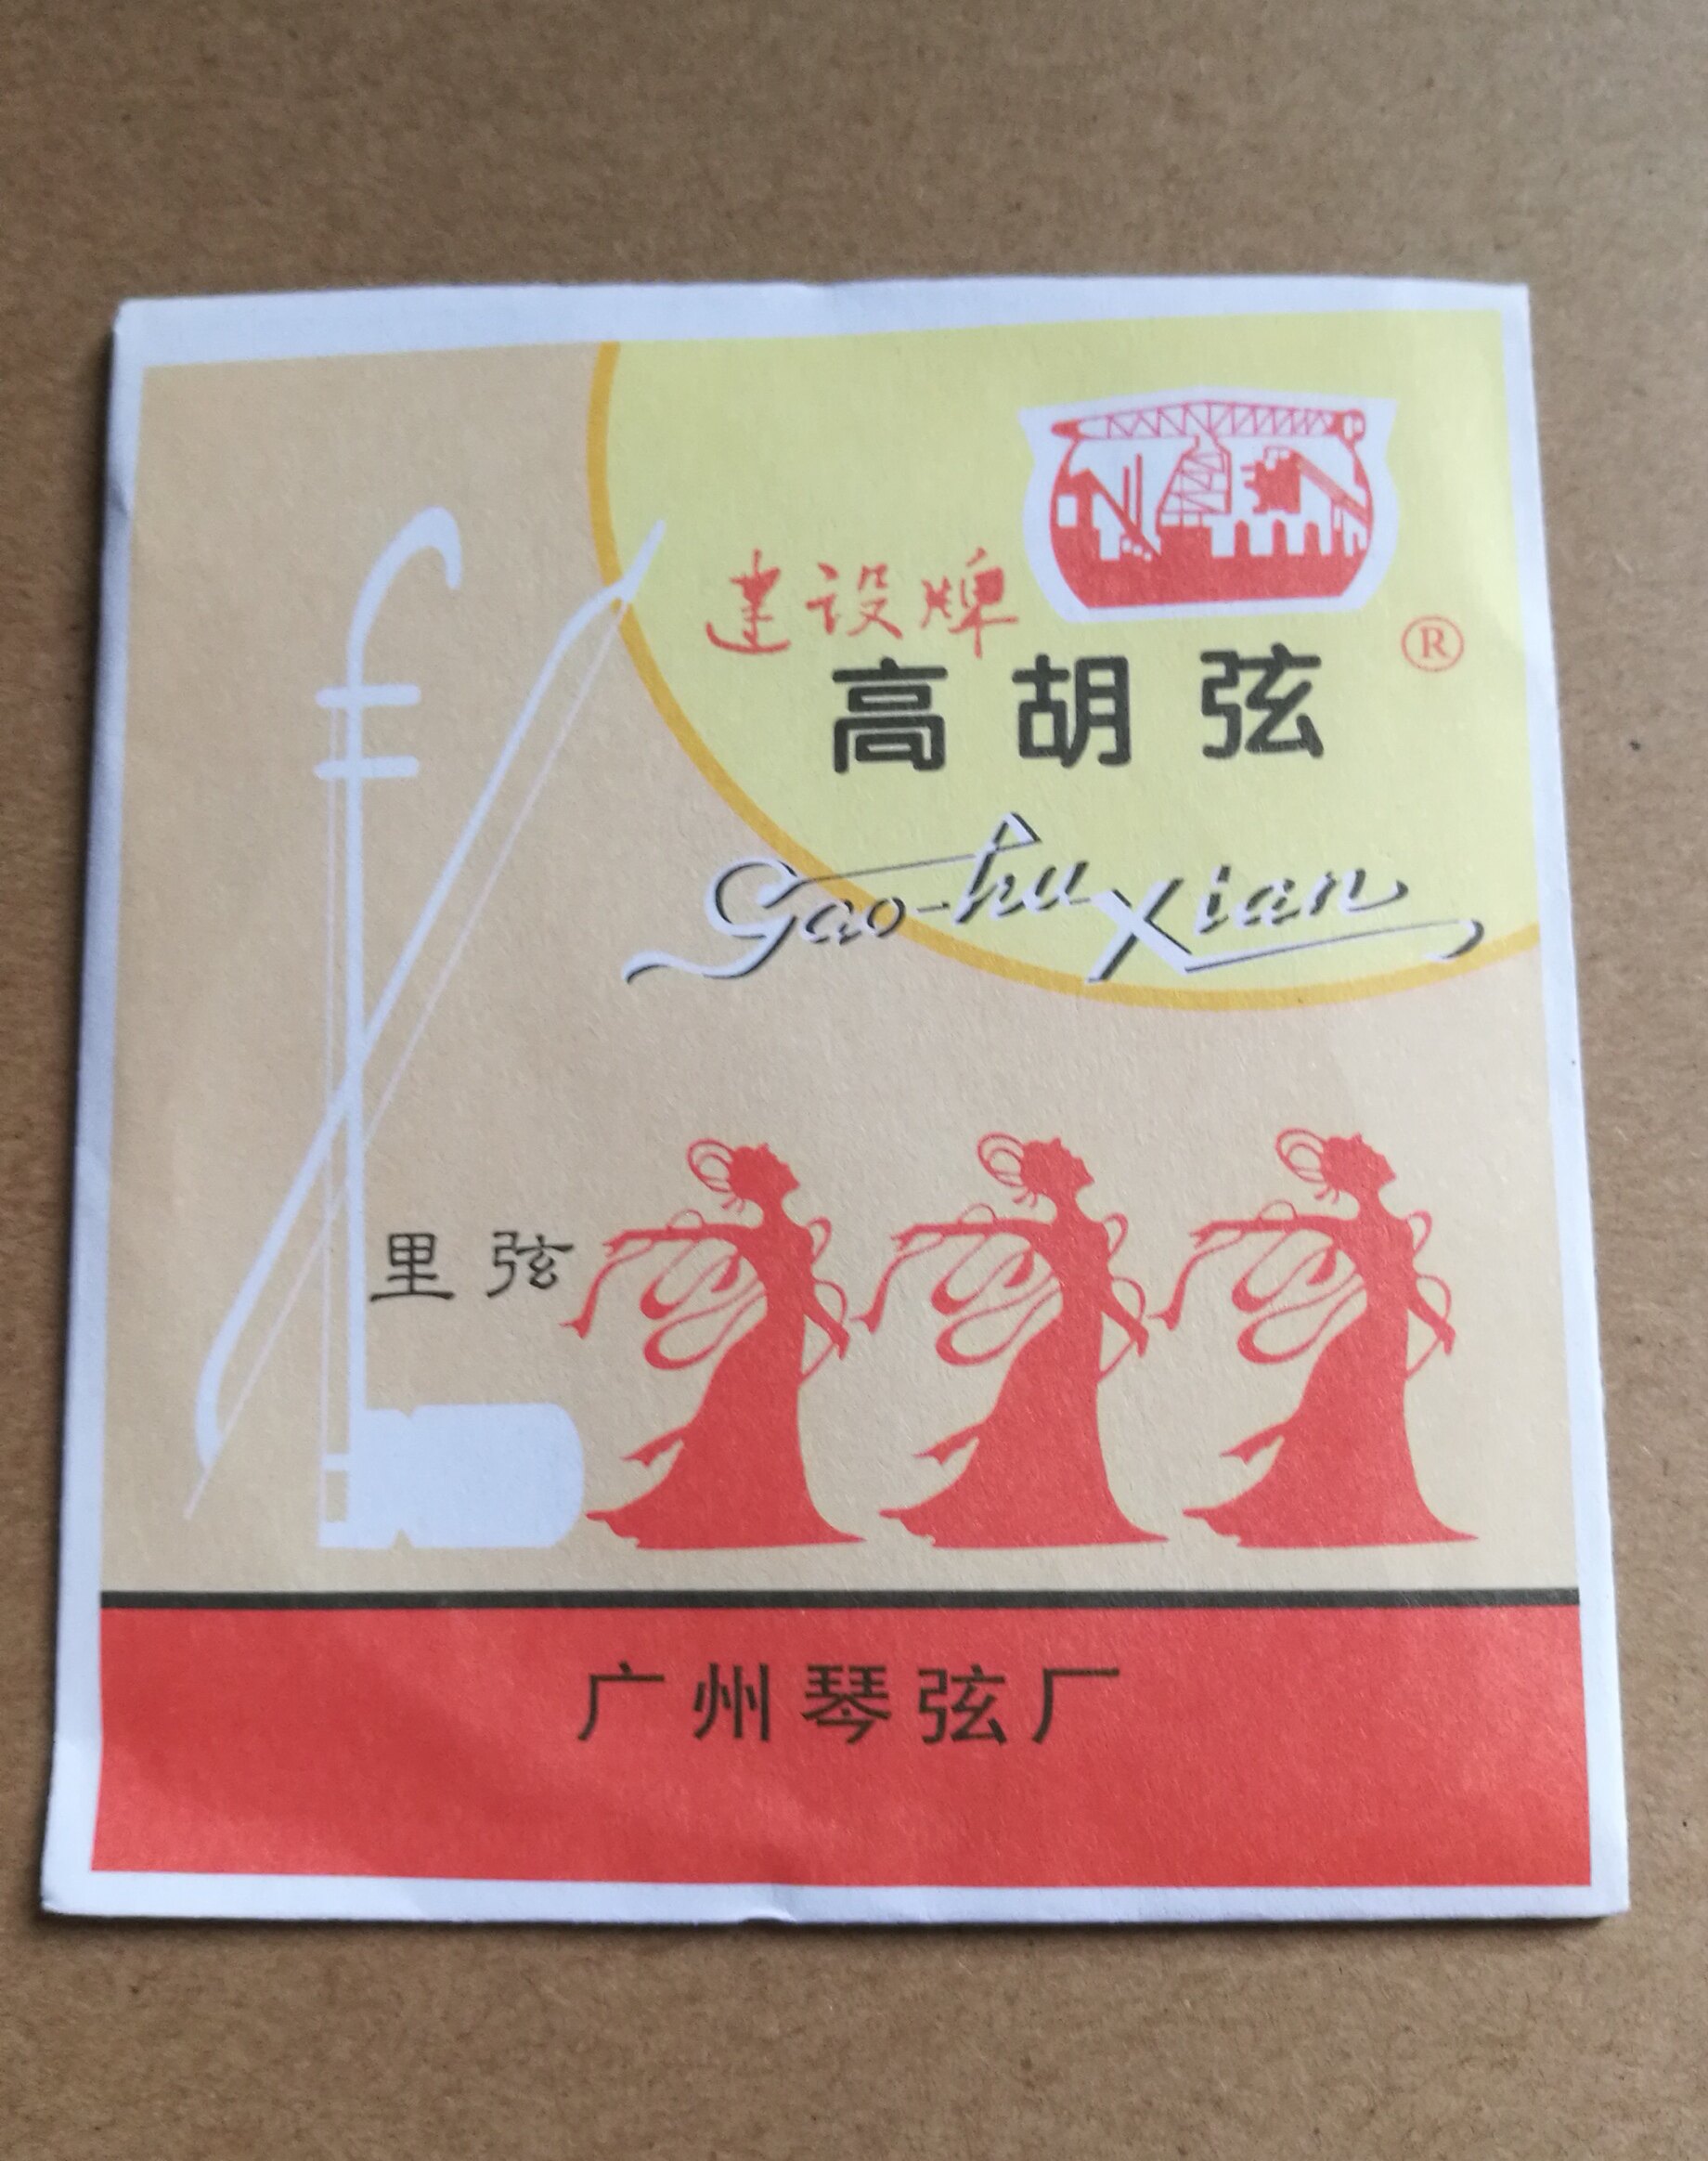 建设牌
®
高胡弦
Gao-hu Xian
里弦
广州琴弦厂